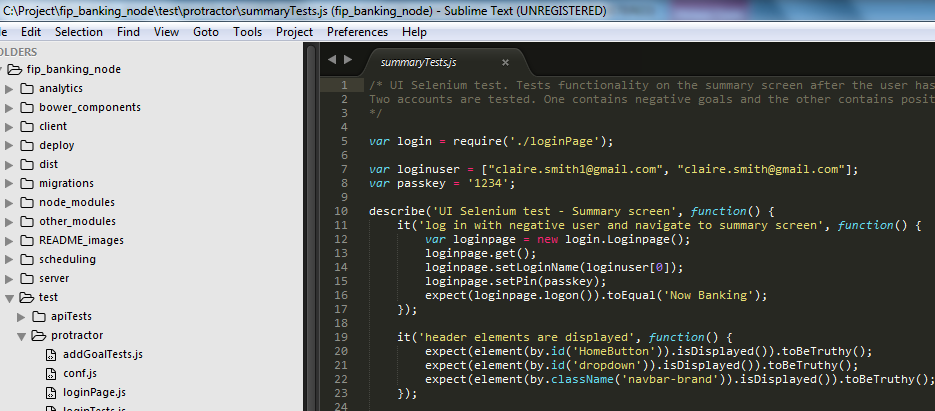 C:\Project\fip_banking_node\test\protractor\summaryTests.js (fip_banking_node) - Sublime Text (UNREGISTERED)
Edit Selection Find View Goto Tools Project Preferences Help
OLDERS
fip_banking_node
analytics
bower_components
client
deploy
dist
migrations
node_modules
other_modules
README_images
scheduling
server
test
apiTests
protractor
addGoalTests.js
conf.js
loginPage.js
loginTests.js
summaryTests.js ×
1 /* UI Selenium test. Tests functionality on the summary screen after the user has
2 Two accounts are tested. One contains negative goals and the other contains posit
3 */
4
5 var login = require('./loginPage');
6
7 var loginuser = ["claire.smith1@gmail.com", "claire.smith@gmail.com"];
8 var passkey = '1234';
9
10 describe('UI Selenium test - Summary screen', function() {
11 it('log in with negative user and navigate to summary screen', function() {
12 var loginpage = new login.Loginpage();
13 loginpage.get();
14 loginpage.setLoginName(loginuser[0]);
15 loginpage.setPin(passkey);
16 expect(loginpage.logon()).toEqual('Now Banking');
17 });
18
19 it('header elements are displayed', function() {
20 expect(element(by.id('HomeButton')).isDisplayed()).toBeTruthy();
21 expect(element(by.id('dropdown')).isDisplayed()).toBeTruthy();
22 expect(element(by.className('navbar-brand')).isDisplayed()).toBeTruthy();
23 });
24